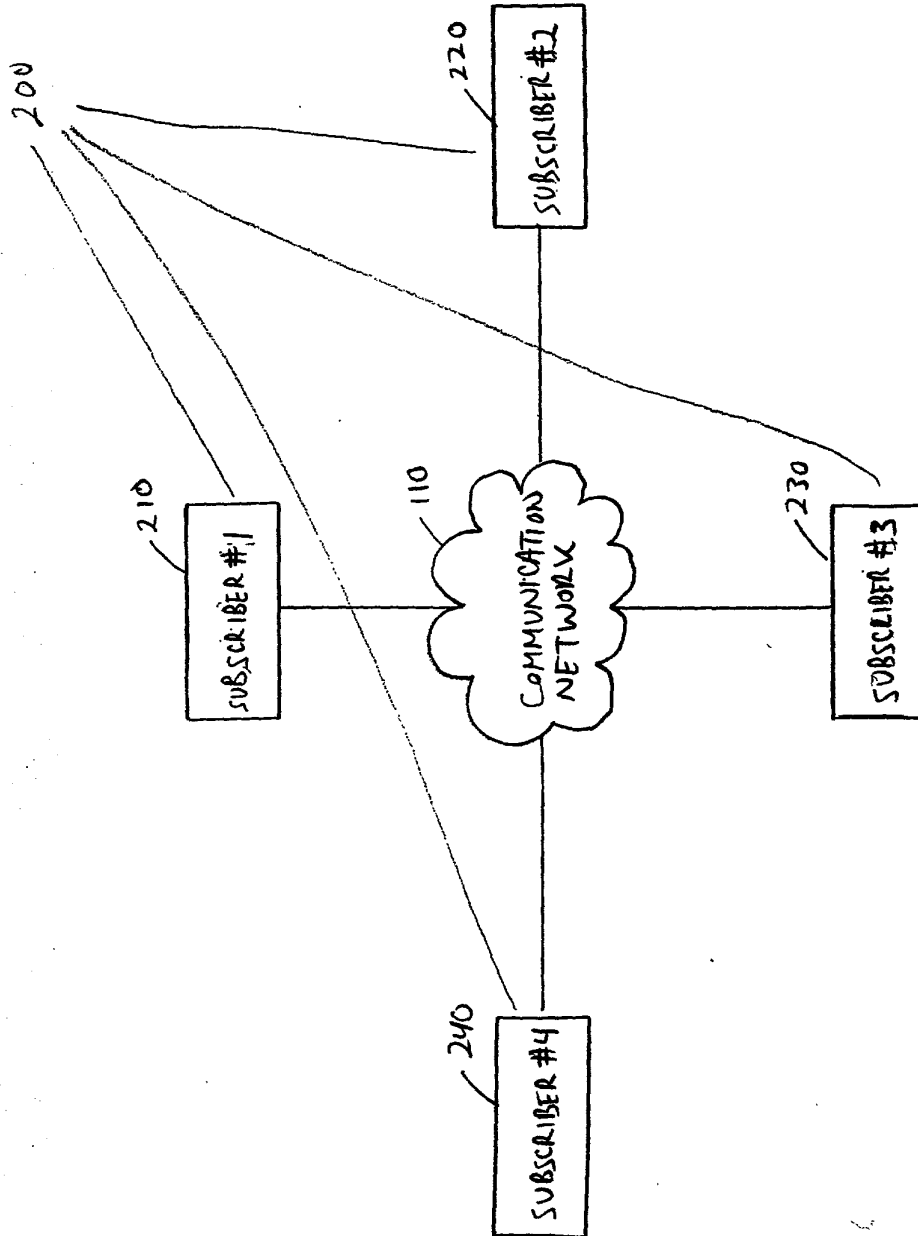 200
210
SUBSCRIBER #1
220
SUBSCRIBER #2
110
COMMUNICATION
NETWORK
240
SUBSCRIBER #4
230
SUBSCRIBER #3